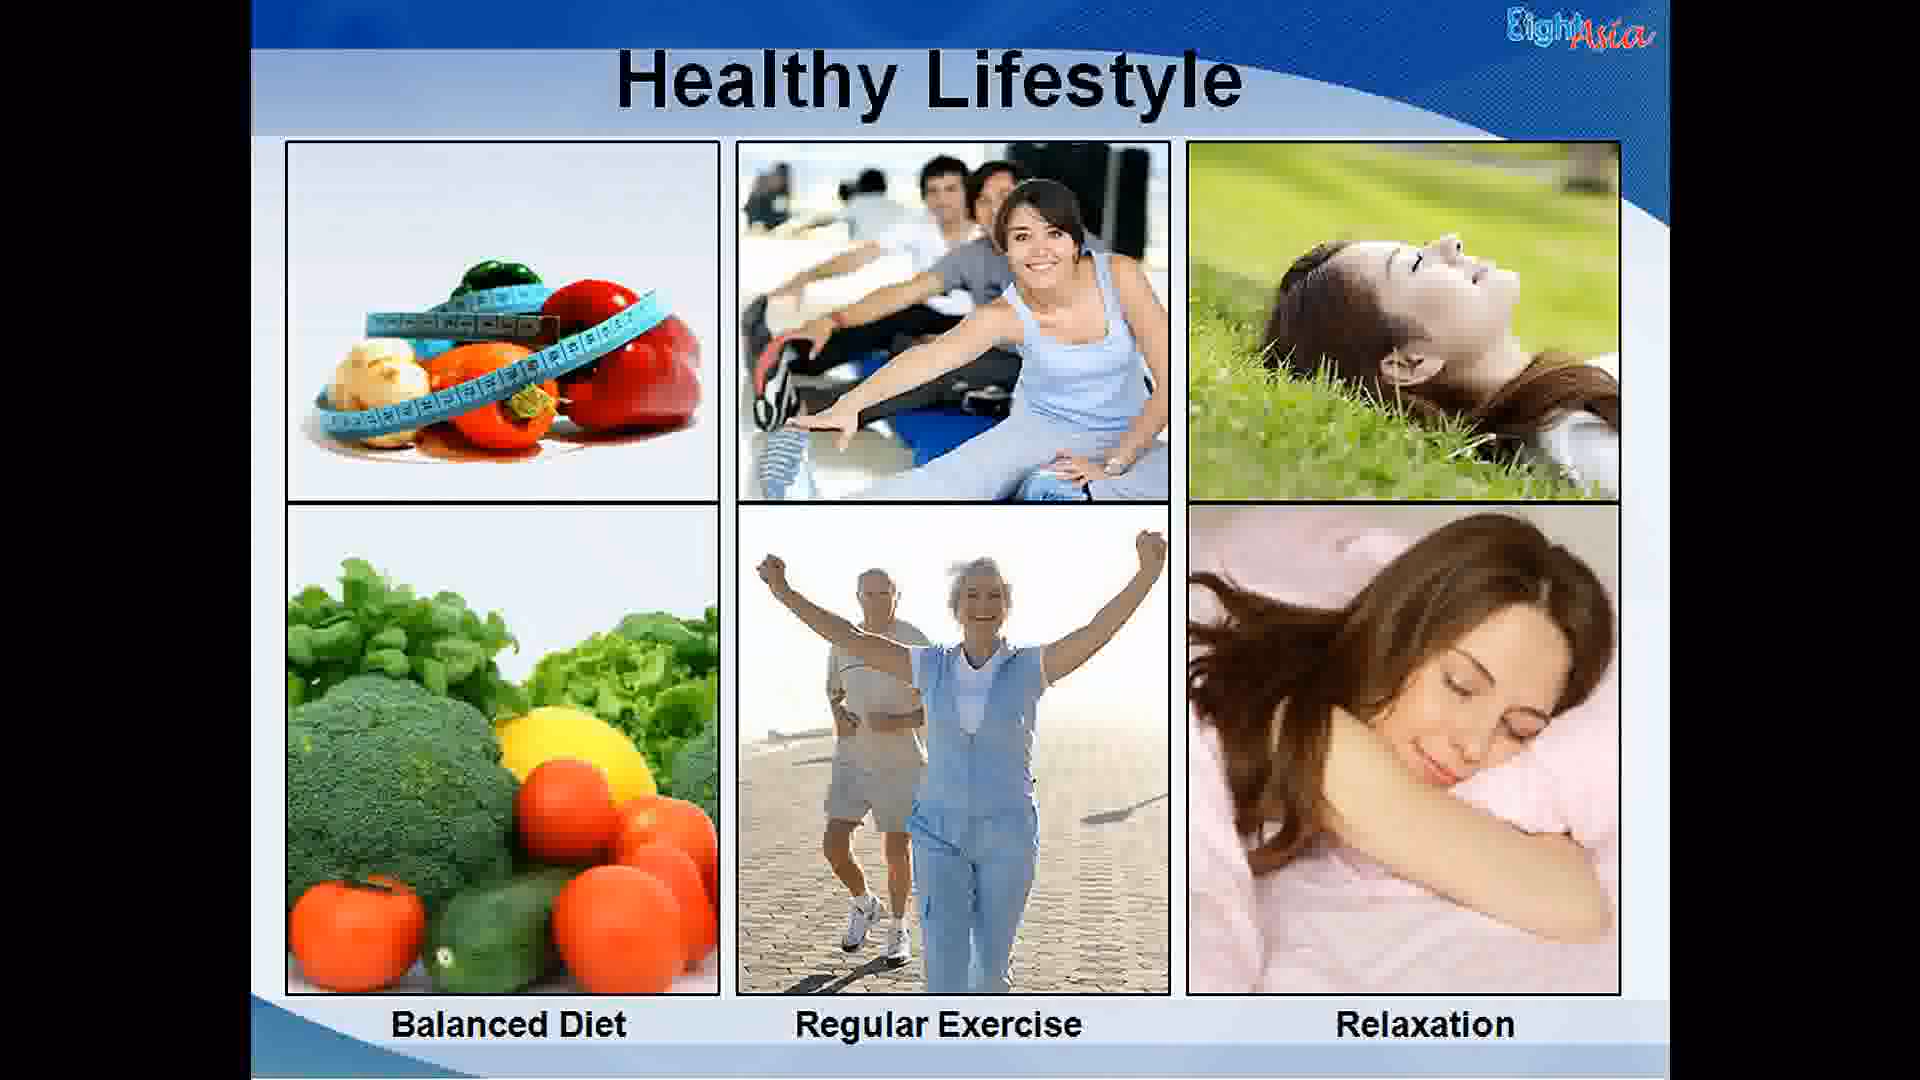 EightAsia
Healthy Lifestyle
Balanced Diet
Regular Exercise
Relaxation